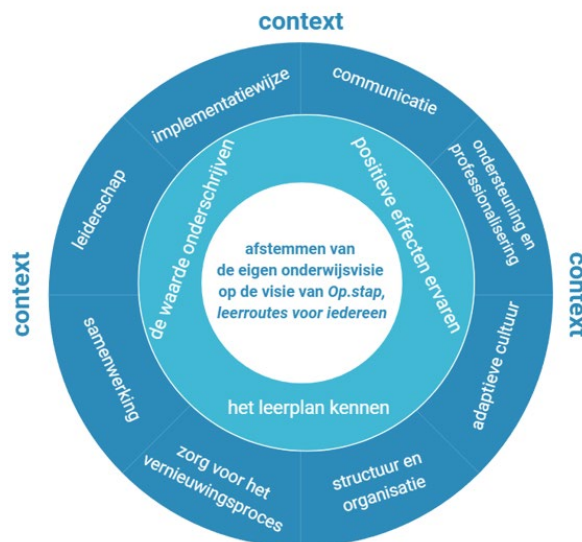 context
implementatiewijze
communicatie
ondersteuning en
professionalisering
adaptieve cultuur
structuur en
organisatie
zorg voor het
vernieuwingsproces
samenwerking
leiderschap
de waarde onderschrijven
positieve effecten ervaren
het leerplan kennen
afstemmen van
de eigen onderwijsvisie
op de visie van Op.stap,
leerroutes voor iedereen
context
context